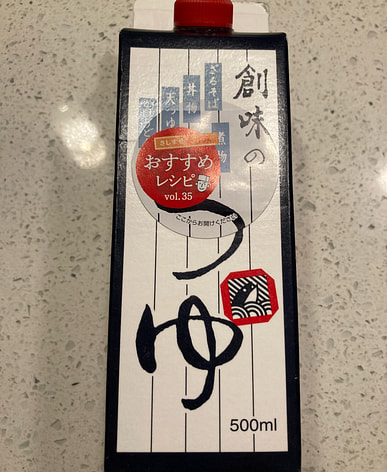 創味の
つゆ
ざるそば
丼物
天つゆ
煮物
おすすめ
レシピ
vol.35
ここからお開けください
500ml